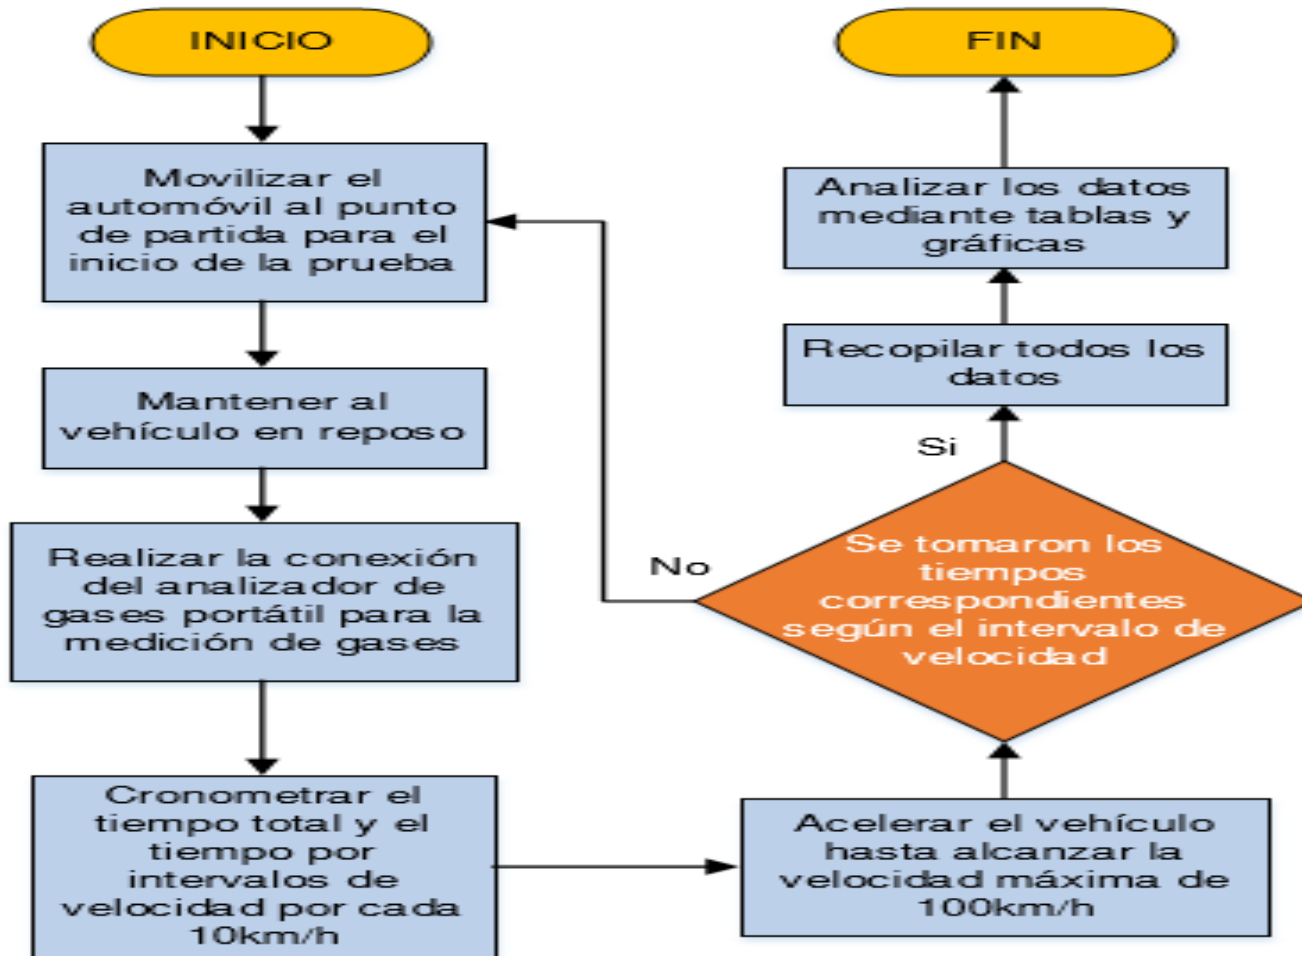 INICIO
Movilizar el
automóvil al punto
de partida para el
inicio de la prueba
Mantener al
vehículo en reposo
Realizar la conexión
del analizador de
gases portátil para la
medición de gases
Cronometrar el
tiempo total y el
tiempo por
intervalos de
velocidad por cada
10km/h
Acelerar el vehículo
hasta alcanzar la
velocidad máxima de
100km/h
Se tomaron los
tiempos
correspondientes
según el intervalo de
velocidad
No
Si
Recopilar todos los
datos
Analizar los datos
mediante tablas y
gráficas
FIN